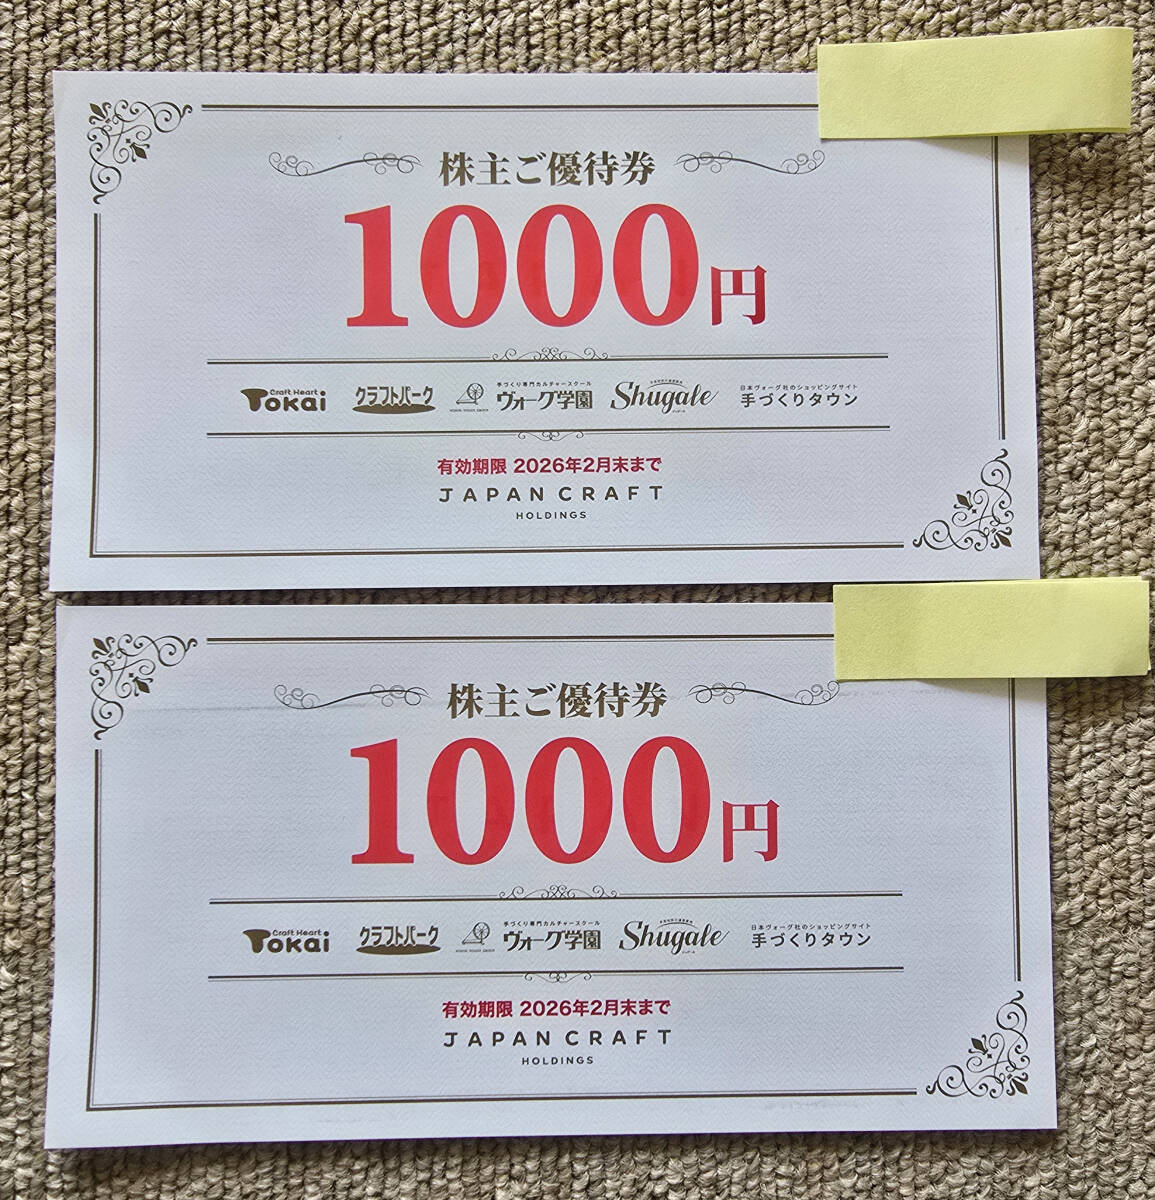 株主ご優待券
1000円
Craft Heart
Tokai
クラフトパーク
手づくり専門カルチャースクール
ヴォーグ学園
Shugale
日本ヴォーグ社のショッピングサイト
手づくりタウン
有効期限 2026年2月末まで
JAPAN CRAFT
HOLDINGS
株主ご優待券
1000円
Craft Heart
Tokai
クラフトパーク
手づくり専門カルチャースクール
ヴォーグ学園
Shugale
日本ヴォーグ社のショッピングサイト
手づくりタウン
有効期限 2026年2月末まで
JAPAN CRAFT
HOLDINGS